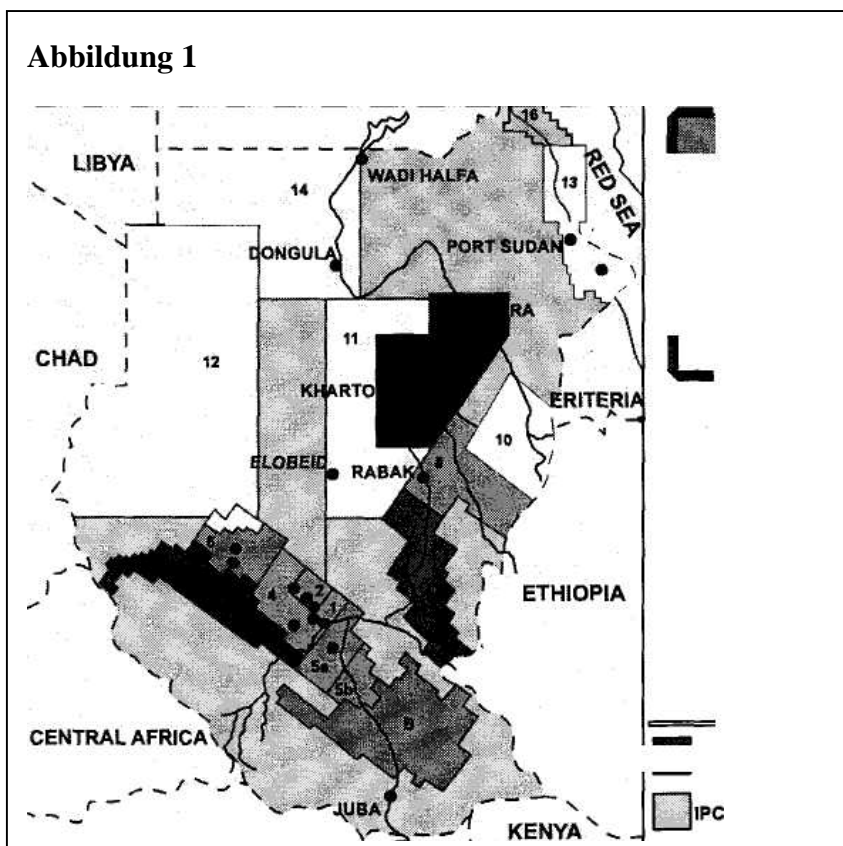 Abbildung 1
16
LIBYA
RED SEA
WADI HALFA
14
13
DONGULA
PORT SUDAN
RA
11
CHAD
12
KHARTO
ERITERIA
10
ELOBEID
RABAK
8
6
ETHIOPIA
4
2
1
5a
5b
B
CENTRAL AFRICA
JUBA
IPC
KENYA